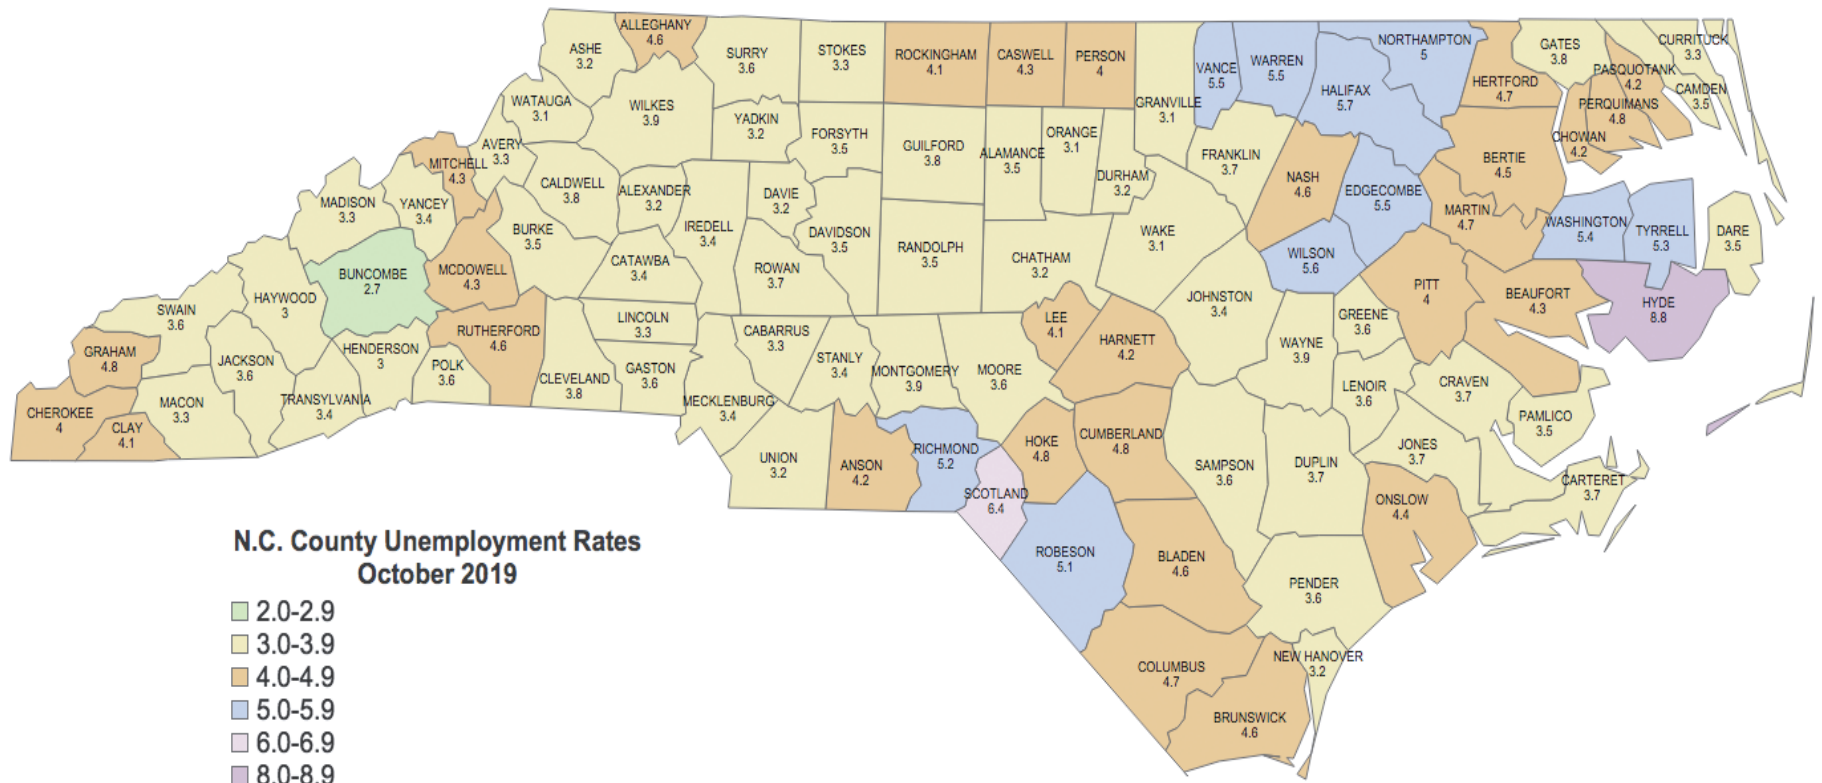 ALLEGHANY
4.6
ASHE
3.2
SURRY
3.6
STOKES
3.3
ROCKINGHAM
4.1
CASWELL
4.3
PERSON
4
GRANVILLE
3.1
VANCE
5.5
WARREN
5.5
NORTHAMPTON
5
HALIFAX
5.7
HERTFORD
4.7
GATES
3.8
CURRITUCK
3.3
PASQUOTANK
4.2
CAMDEN
3.5
PERQUIMANS
4.8
CHOWAN
4.2
WATAUGA
3.1
WILKES
3.9
YADKIN
3.2
FORSYTH
3.5
GUILFORD
3.8
ALAMANCE
3.5
ORANGE
3.1
DURHAM
3.2
FRANKLIN
3.7
NASH
4.6
EDGECOMBE
5.5
BERTIE
4.5
MARTIN
4.7
WASHINGTON
5.4
TYRRELL
5.3
DARE
3.5
AVERY
3.3
MITCHELL
4.3
YANCEY
3.4
MADISON
3.3
CALDWELL
3.8
ALEXANDER
3.2
DAVIE
3.2
IREDELL
3.4
DAVIDSON
3.5
BURKE
3.5
CATAWBA
3.4
ROWAN
3.7
RANDOLPH
3.5
CHATHAM
3.2
WAKE
3.1
WILSON
5.6
BUNCOMBE
2.7
MCDOWELL
4.3
HAYWOOD
3
SWAIN
3.6
JOHNSTON
3.4
GREENE
3.6
PITT
4
BEAUFORT
4.3
HYDE
8.8
GRAHAM
4.8
JACKSON
3.6
HENDERSON
3
POLK
3.6
RUTHERFORD
4.6
CLEVELAND
3.8
LINCOLN
3.3
GASTON
3.6
CABARRUS
3.3
STANLY
3.4
MONTGOMERY
3.9
MOORE
3.6
LEE
4.1
HARNETT
4.2
WAYNE
3.9
LENOIR
3.6
CRAVEN
3.7
PAMLICO
3.5
CHEROKEE
4
CLAY
4.1
MACON
3.3
TRANSYLVANIA
3.4
MECKLENBURG
3.4
UNION
3.2
ANSON
4.2
RICHMOND
5.2
SCOTLAND
6.4
HOKE
4.8
CUMBERLAND
4.8
SAMPSON
3.6
DUPLIN
3.7
JONES
3.7
CARTERET
3.7
ONSLOW
4.4
ROBESON
5.1
BLADEN
4.6
PENDER
3.6
COLUMBUS
4.7
NEW HANOVER
3.2
BRUNSWICK
4.6
N.C. County Unemployment Rates
October 2019
2.0-2.9
3.0-3.9
4.0-4.9
5.0-5.9
6.0-6.9
8.0-8.9